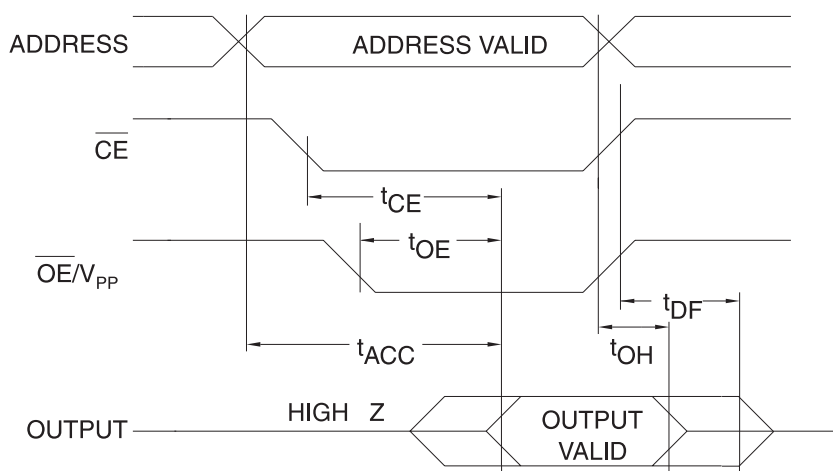 ADDRESS
ADDRESS VALID
CE
tCE
tOE
OE/VPP
tDF
tOH
tACC
HIGH Z
OUTPUT
OUTPUT
VALID